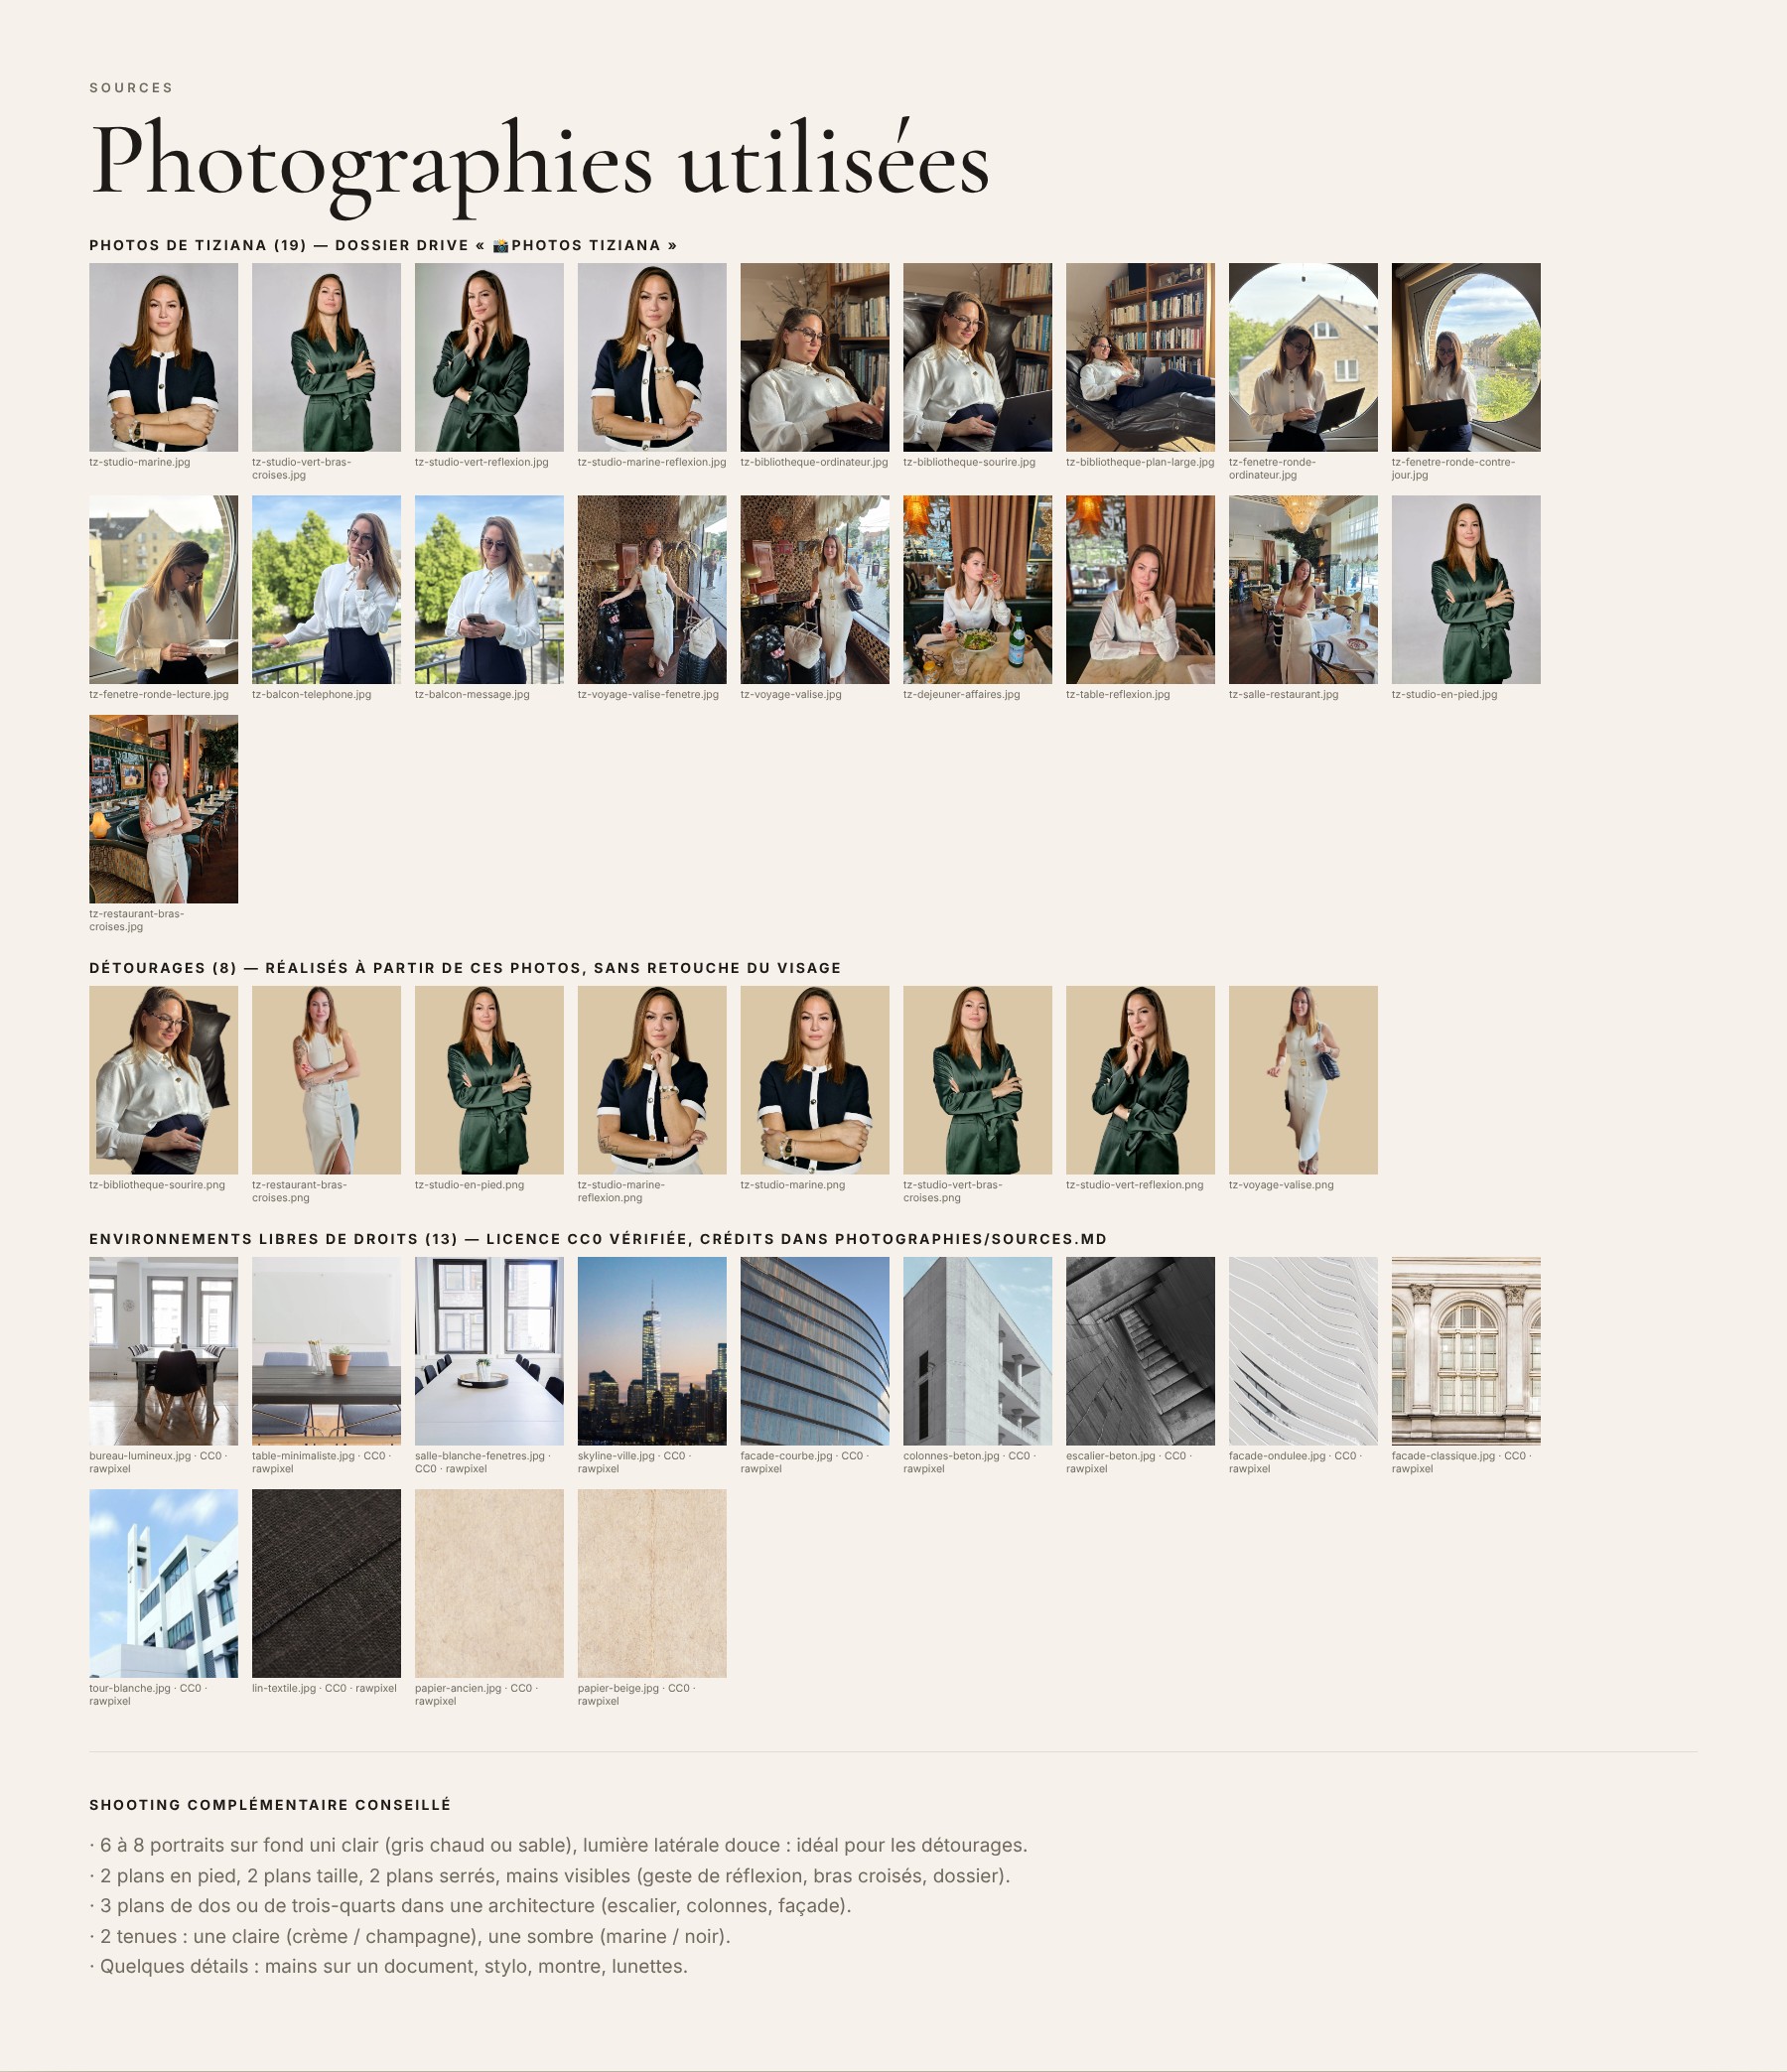 SOURCES
Photographies utilisées
PHOTOS DE TIZIANA (19) — DOSSIER DRIVE « 📸PHOTOS TIZIANA »
tz-studio-marine.jpg
tz-studio-vert-bras-
croises.jpg
tz-studio-vert-reflexion.jpg
tz-studio-marine-reflexion.jpg
tz-bibliotheque-ordinateur.jpg
tz-bibliotheque-sourire.jpg
tz-bibliotheque-plan-large.jpg
tz-fenetre-ronde-
ordinateur.jpg
tz-fenetre-ronde-contre-
jour.jpg
tz-fenetre-ronde-lecture.jpg
tz-balcon-telephone.jpg
tz-balcon-message.jpg
tz-voyage-valise-fenetre.jpg
tz-voyage-valise.jpg
tz-dejeuner-affaires.jpg
tz-table-reflexion.jpg
tz-salle-restaurant.jpg
tz-studio-en-pied.jpg
tz-restaurant-bras-
croises.jpg
DÉTOURAGES (8) — RÉALISÉS À PARTIR DE CES PHOTOS, SANS RETOUCHE DU VISAGE
tz-bibliotheque-sourire.png
tz-restaurant-bras-
croises.png
tz-studio-en-pied.png
tz-studio-marine-
reflexion.png
tz-studio-marine.png
tz-studio-vert-bras-
croises.png
tz-studio-vert-reflexion.png
tz-voyage-valise.png
ENVIRONNEMENTS LIBRES DE DROITS (13) — LICENCE CC0 VÉRIFIÉE, CRÉDITS DANS PHOTOGRAPHIES/SOURCES.MD
bureau-lumineux.jpg · CC0 ·
rawpixel
table-minimaliste.jpg · CC0 ·
rawpixel
salle-blanche-fenetres.jpg ·
CC0 · rawpixel
skyline-ville.jpg · CC0 ·
rawpixel
facade-courbe.jpg · CC0 ·
rawpixel
colonnes-beton.jpg · CC0 ·
rawpixel
escalier-beton.jpg · CC0 ·
rawpixel
facade-ondulee.jpg · CC0 ·
rawpixel
facade-classique.jpg · CC0 ·
rawpixel
tour-blanche.jpg · CC0 ·
rawpixel
lin-textile.jpg · CC0 · rawpixel
papier-ancien.jpg · CC0 ·
rawpixel
papier-beige.jpg · CC0 ·
rawpixel
SHOOTING COMPLÉMENTAIRE CONSEILLÉ
· 6 à 8 portraits sur fond uni clair (gris chaud ou sable), lumière latérale douce : idéal pour les détourages.
· 2 plans en pied, 2 plans taille, 2 plans serrés, mains visibles (geste de réflexion, bras croisés, dossier).
· 3 plans de dos ou de trois-quarts dans une architecture (escalier, colonnes, façade).
· 2 tenues : une claire (crème / champagne), une sombre (marine / noir).
· Quelques détails : mains sur un document, stylo, montre, lunettes.